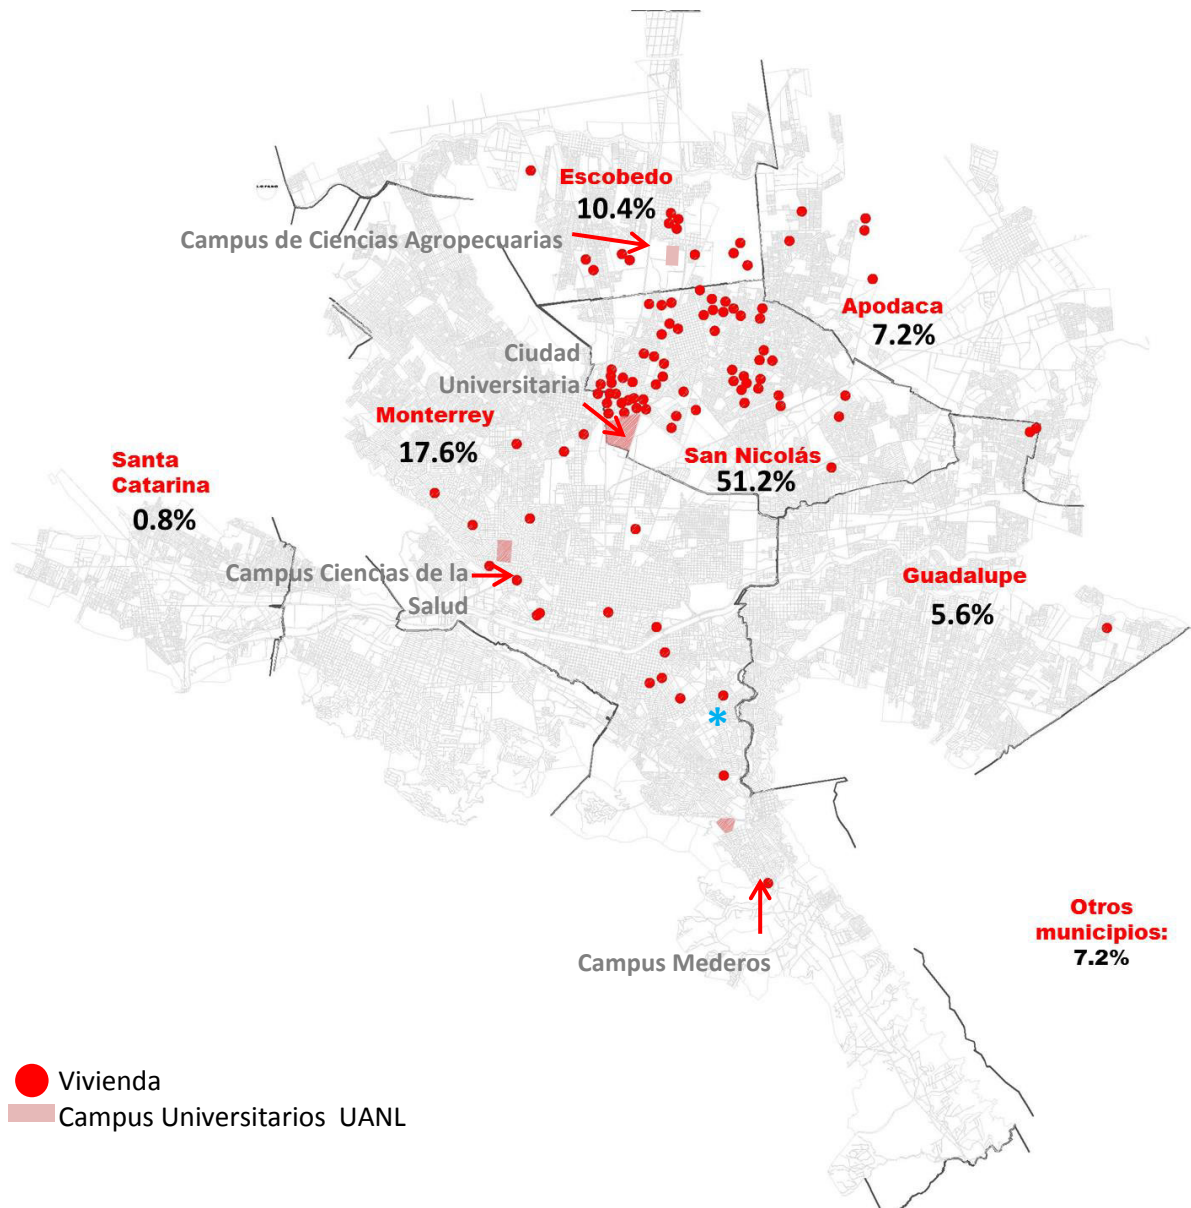 Escobedo
10.4%
Campus de Ciencias Agropecuarias
Apodaca
7.2%
Ciudad
Universitaria
Monterrey
17.6%
San Nicolás
51.2%
Santa
Catarina
0.8%
Campus Ciencias de la
Salud
Guadalupe
5.6%
*
Campus Mederos
Otros
municipios:
7.2%
Vivienda
Campus Universitarios UANL